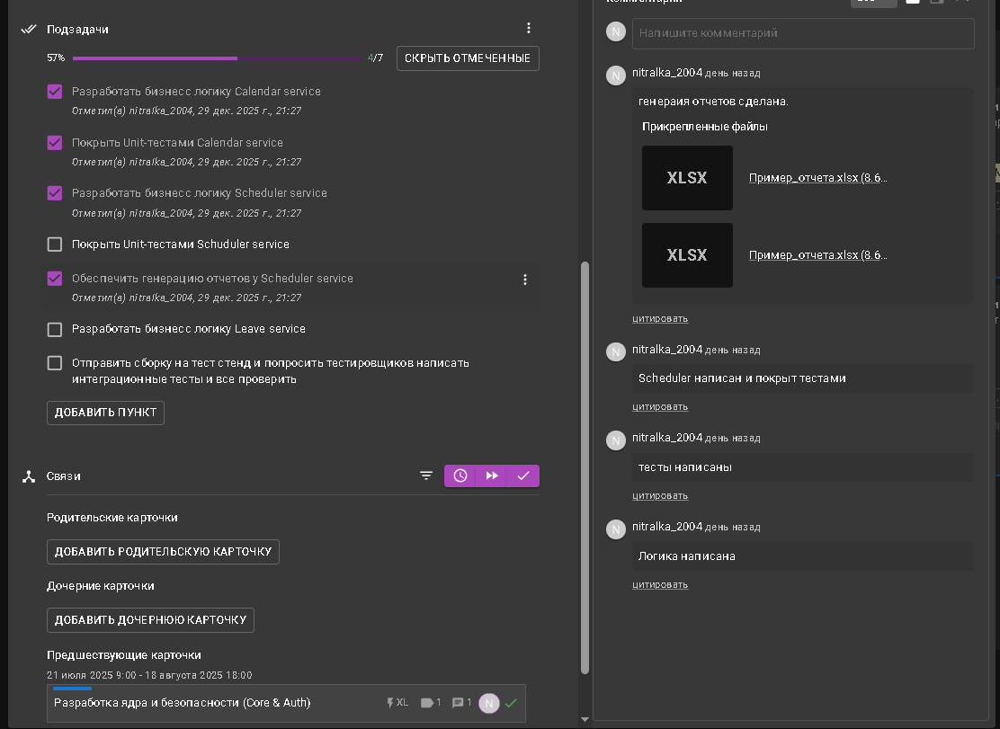 Подзадачи
57%
4/7
СКРЫТЬ ОТМЕЧЕННЫЕ
Разработать бизнесс логику Calendar service
Отметил(а) nitralka_2004, 29 дек. 2025 г., 21:27
Покрыть Unit-тестами Calendar service
Отметил(а) nitralka_2004, 29 дек. 2025 г., 21:27
Разработать бизнесс логику Scheduler service
Отметил(а) nitralka_2004, 29 дек. 2025 г., 21:27
Покрыть Unit-тестами Schuduler service
Обеспечить генерацию отчетов у Scheduler service
Отметил(а) nitralka_2004, 29 дек. 2025 г., 21:27
Разработать бизнесс логику Leave service
Отправить сборку на тест стенд и попросить тестировщиков написать
интеграционные тесты и все проверить
ДОБАВИТЬ ПУНКТ
Связи
Родительские карточки
ДОБАВИТЬ РОДИТЕЛЬСКУЮ КАРТОЧКУ
Дочерние карточки
ДОБАВИТЬ ДОЧЕРНЮЮ КАРТОЧКУ
Предшествующие карточки
21 июля 2025 9:00 - 18 августа 2025 18:00
Разработка ядра и безопасности (Core & Auth)
XL
1
1
N
N
Напишите комментарий
N
nitralka_2004 день назад
генераия отчетов сделана.
Прикрепленные файлы
XLSX
Пример_отчета.xlsx (8.6...
XLSX
Пример_отчета.xlsx (8.6...
цитировать
N
nitralka_2004 день назад
Scheduler написан и покрыт тестами
цитировать
N
nitralka_2004 день назад
тесты написаны
цитировать
N
nitralka_2004 день назад
Логика написана
цитировать